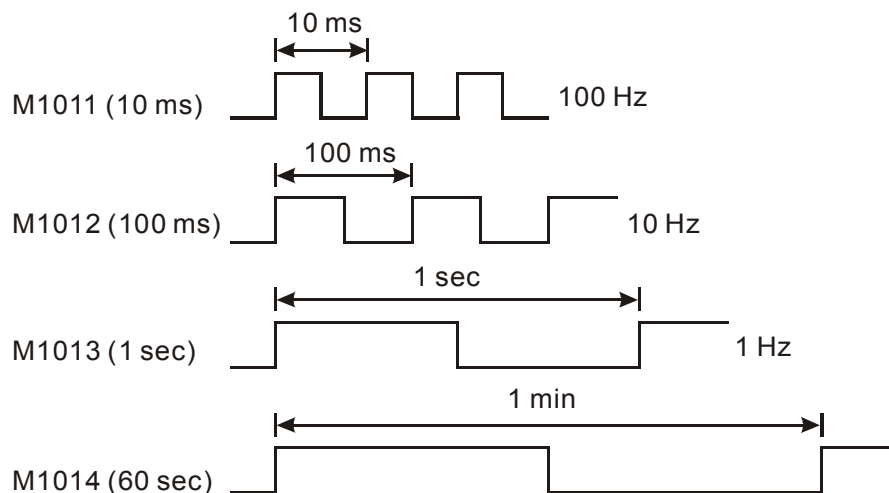 10 ms
M1011 (10 ms)
100 Hz
100 ms
M1012 (100 ms)
10 Hz
1 sec
M1013 (1 sec)
1 Hz
1 min
M1014 (60 sec)